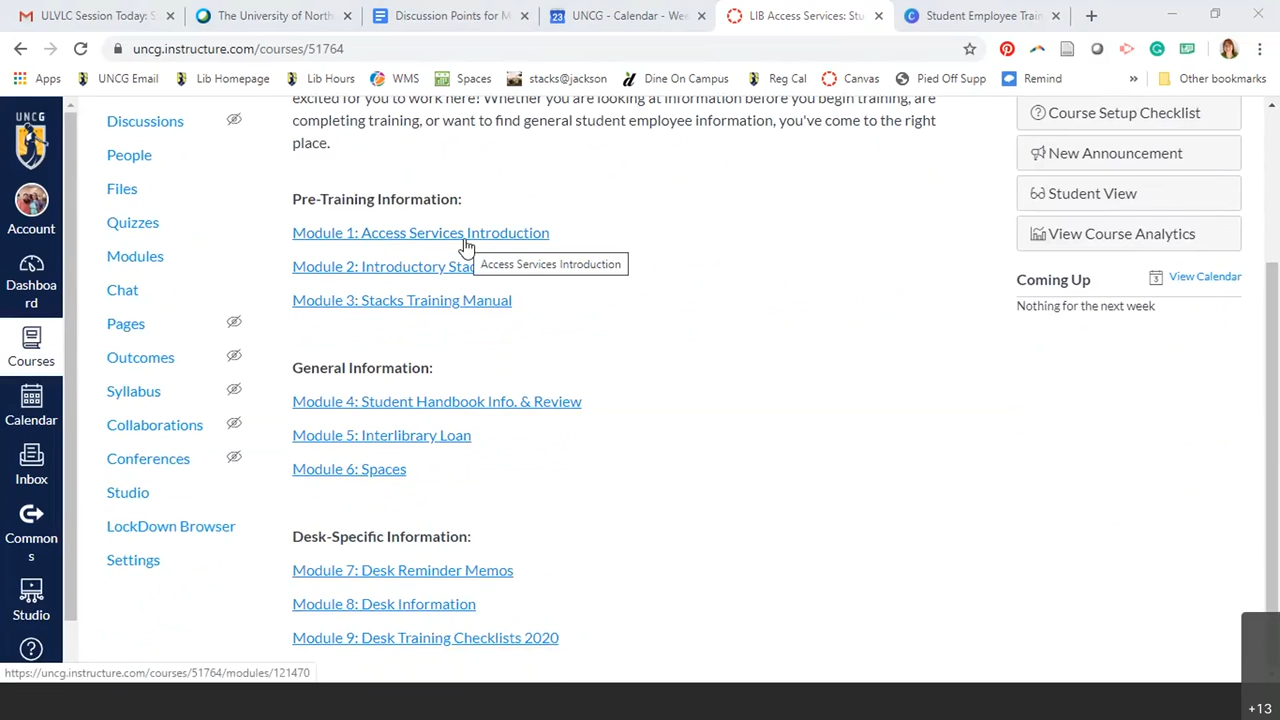 ULVLC Session Today: S
The University of North
Discussion Points for M
UNCG - Calendar - Wee
LIB Access Services: Stu
Student Employee Train
uncg.instructure.com/courses/51764
Apps
UNCG Email
Lib Homepage
Lib Hours
WMS
Spaces
stacks@jackson
Dine On Campus
Reg Cal
Canvas
Pied Off Supp
Remind
»
Other bookmarks
UNCG
Account
Dashboa
rd
Courses
Calendar
Inbox
Common
s
Studio
Discussions
People
Files
Quizzes
Modules
Chat
Pages
Outcomes
Syllabus
Collaborations
Conferences
Studio
LockDown Browser
Settings
excited for you to work here! Whether you are looking at information before you begin training, are
completing training, or want to find general student employee information, you've come to the right
place.
Pre-Training Information:
Module 1: Access Services Introduction
Access Services Introduction
Module 2: Introductory Stac
Module 3: Stacks Training Manual
General Information:
Module 4: Student Handbook Info. & Review
Module 5: Interlibrary Loan
Module 6: Spaces
Desk-Specific Information:
Module 7: Desk Reminder Memos
Module 8: Desk Information
Module 9: Desk Training Checklists 2020
Course Setup Checklist
New Announcement
Student View
View Course Analytics
Coming Up
View Calendar
Nothing for the next week
https://uncg.instructure.com/courses/51764/modules/121470
+13